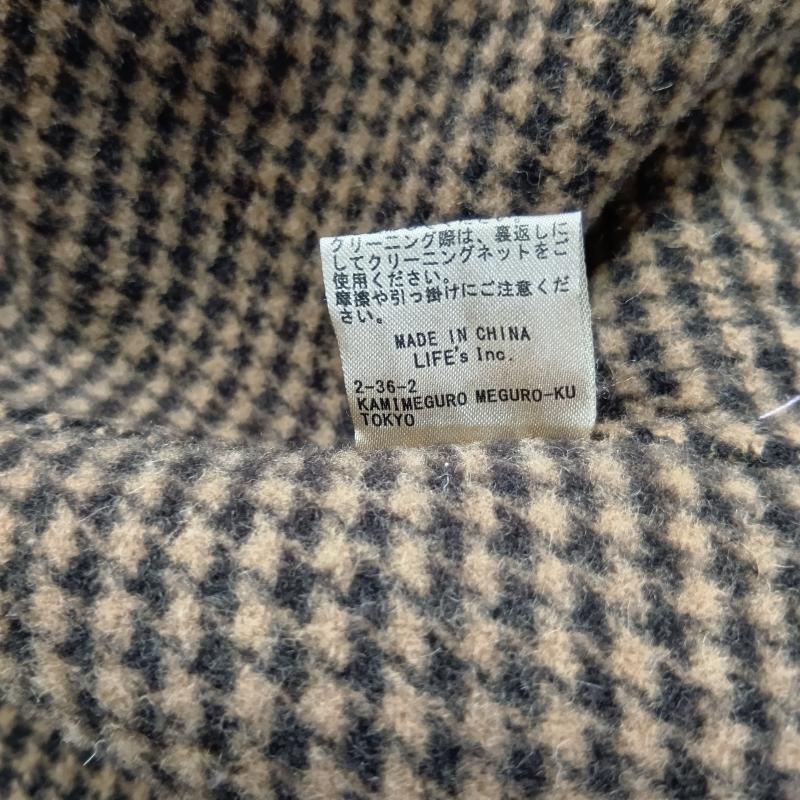 クリーニング際は、裏返しに
してクリーニングネットをご
使用ください。
摩擦や引っ掛けにご注意くだ
さい。
MADE IN CHINA
LIFE's Inc.
2-36-2
KAMIMEGURO MEGURO-KU
TOKYO